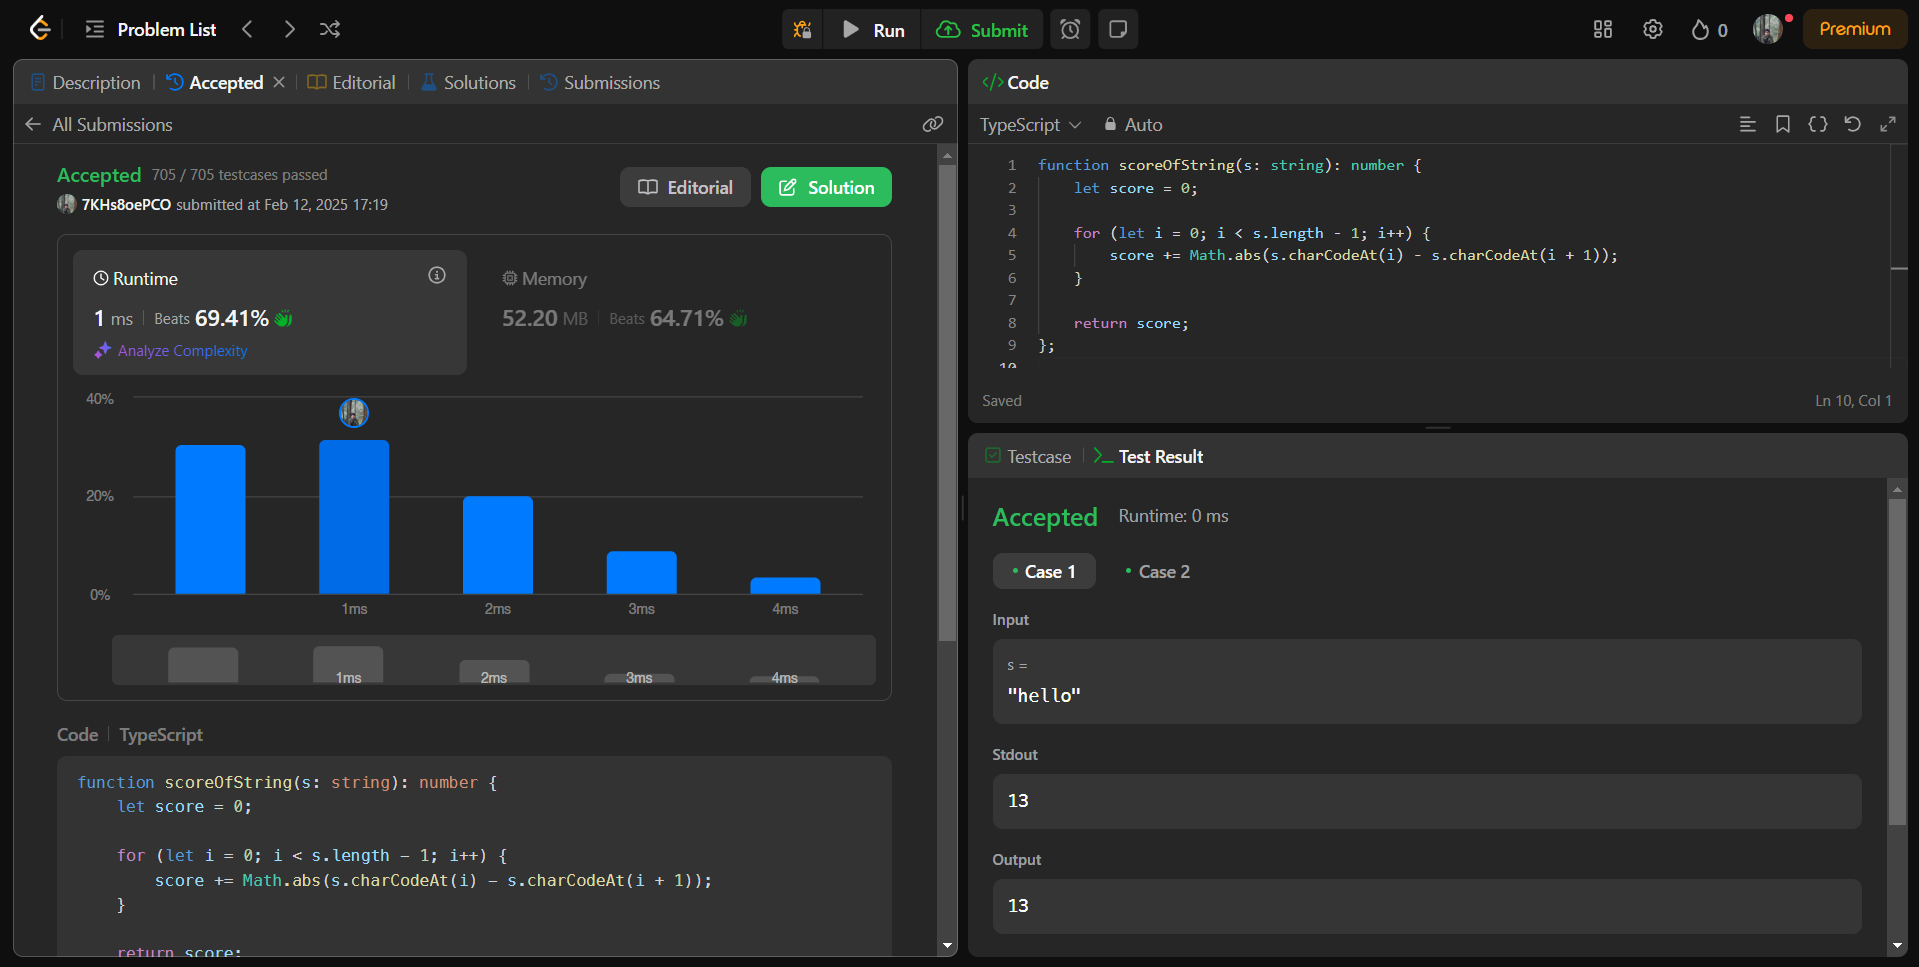 Problem List
Run
Submit
0
Premium
Description
Accepted
Editorial
Solutions
Submissions
All Submissions
Accepted 705 / 705 testcases passed
7KHs8oePCO submitted at Feb 12, 2025 17:19
Editorial
Solution
Runtime
1 ms Beats 69.41%
Analyze Complexity
Memory
52.20 MB Beats 64.71%
40%
20%
0%
1ms
2ms
3ms
4ms
1ms
2ms
3ms
4ms
Code TypeScript
function scoreOfString(s: string): number {
let score = 0;
for (let i = 0; i < s.length - 1; i++) {
score += Math.abs(s.charCodeAt(i) - s.charCodeAt(i + 1));
}
return score;
</> Code
TypeScript
Auto
1 function scoreOfString(s: string): number {
2 let score = 0;
3
4 for (let i = 0; i < s.length - 1; i++) {
5 score += Math.abs(s.charCodeAt(i) - s.charCodeAt(i + 1));
6 }
7
8 return score;
9 };
10
Saved
Ln 10, Col 1
Testcase
Test Result
Accepted Runtime: 0 ms
Case 1
Case 2
Input
s =
"hello"
Stdout
13
Output
13